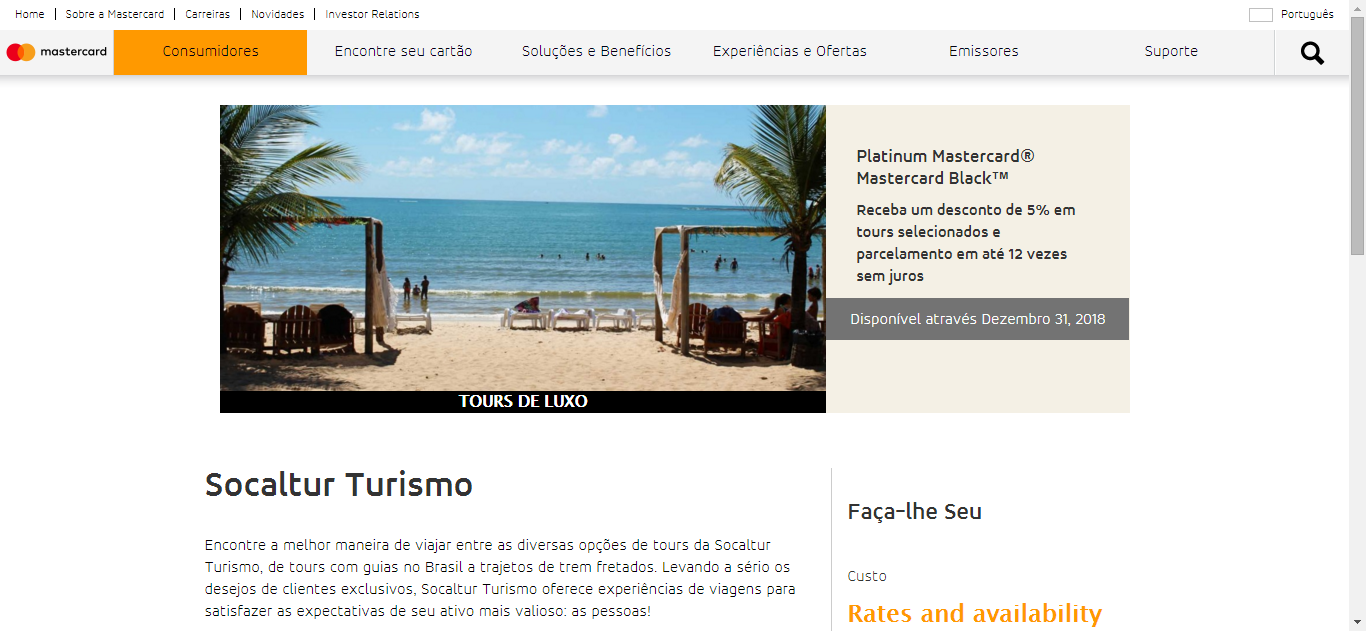 Home
Sobre a Mastercard
Carreiras
Novidades
Investor Relations
Português
mastercard
Consumidores
Encontre seu cartão
Soluções e Benefícios
Experiências e Ofertas
Emissores
Suporte
TOURS DE LUXO
Platinum Mastercard®
Mastercard Black™
Receba um desconto de 5% em
tours selecionados e
parcelamento em até 12 vezes
sem juros
Disponível através Dezembro 31, 2018
Socaltur Turismo
Encontre a melhor maneira de viajar entre as diversas opções de tours da Socaltur
Turismo, de tours com guias no Brasil a trajetos de trem fretados. Levando a sério os
desejos de clientes exclusivos, Socaltur Turismo oferece experiências de viagens para
satisfazer as expectativas de seu ativo mais valioso: as pessoas!
Faça-lhe Seu
Custo
Rates and availability